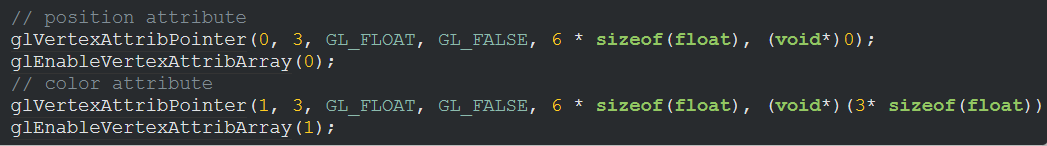 // position attribute
glVertexAttribPointer(0, 3, GL_FLOAT, GL_FALSE, 6 * sizeof(float), (void*)0);
glEnableVertexAttribArray(0);
// color attribute
glVertexAttribPointer(1, 3, GL_FLOAT, GL_FALSE, 6 * sizeof(float), (void*)(3* sizeof(float))
glEnableVertexAttribArray(1);